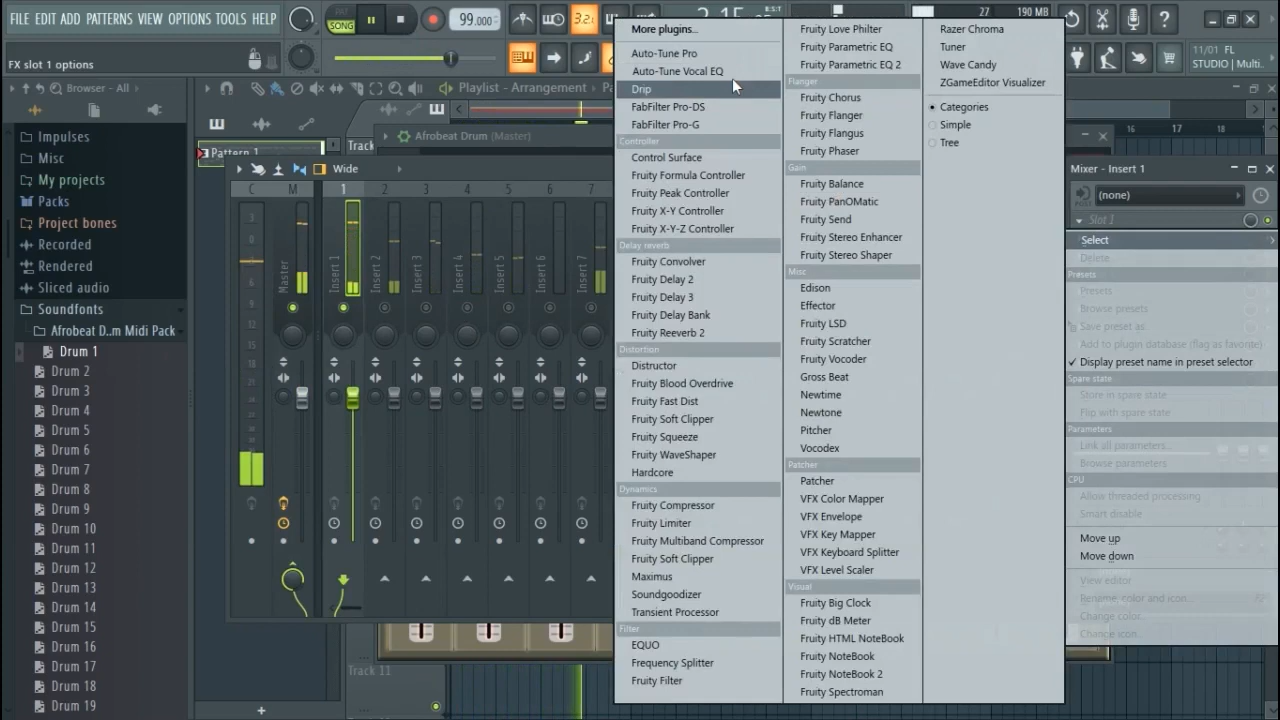 FILE EDIT ADD PATTERNS VIEW OPTIONS TOOLS HELP
SONG
99.000
3.2
27
190 MB
FX slot 1 options
11/01 FL
STUDIO | Multi..
Browser - All
Playlist - Arrangement
Impulses
Misc
My projects
Packs
Project bones
Recorded
Rendered
Sliced audio
Soundfonts
Afrobeat D..m Midi Pack
Drum 1
Drum 2
Drum 3
Drum 4
Drum 5
Drum 6
Drum 7
Drum 8
Drum 9
Drum 10
Drum 11
Drum 12
Drum 13
Drum 14
Drum 15
Drum 16
Drum 17
Drum 18
Drum 19
Pattern 1
Track
Afrobeat Drum (Master)
Wide
C M 1 2 3 4 5 6 7
Master
Insert 1
Insert 2
Insert 3
Insert 4
Insert 5
Insert 6
Insert 7
Track 11
More plugins...
Auto-Tune Pro
Auto-Tune Vocal EQ
Drip
FabFilter Pro-DS
FabFilter Pro-G
Controller
Control Surface
Fruity Formula Controller
Fruity Peak Controller
Fruity X-Y Controller
Fruity X-Y-Z Controller
Delay reverb
Fruity Convolver
Fruity Delay 2
Fruity Delay 3
Fruity Delay Bank
Fruity Reeverb 2
Distortion
Distructor
Fruity Blood Overdrive
Fruity Fast Dist
Fruity Soft Clipper
Fruity Squeeze
Fruity WaveShaper
Hardcore
Dynamics
Fruity Compressor
Fruity Limiter
Fruity Multiband Compressor
Fruity Soft Clipper
Maximus
Soundgoodizer
Transient Processor
Filter
EQUO
Frequency Splitter
Fruity Filter
Fruity Love Philter
Fruity Parametric EQ
Fruity Parametric EQ 2
Flanger
Fruity Chorus
Fruity Flanger
Fruity Flangus
Fruity Phaser
Gain
Fruity Balance
Fruity PanOMatic
Fruity Send
Fruity Stereo Enhancer
Fruity Stereo Shaper
Misc
Edison
Effector
Fruity LSD
Fruity Scratcher
Fruity Vocoder
Gross Beat
Newtime
Newtone
Pitcher
Vocodex
Patcher
Patcher
VFX Color Mapper
VFX Envelope
VFX Key Mapper
VFX Keyboard Splitter
VFX Level Scaler
Visual
Fruity Big Clock
Fruity dB Meter
Fruity HTML NoteBook
Fruity NoteBook
Fruity NoteBook 2
Fruity Spectroman
Razer Chroma
Tuner
Wave Candy
ZGameEditor Visualizer
Categories
Simple
Tree
16 17 18
Mixer - Insert 1
(none)
Slot 1
Select
Delete
Presets
Presets
Browse presets
Save preset as..
Add to plugin database (flag as favorite)
Display preset name in preset selector
Spare state
Store in spare state
Flip with spare state
Parameters
Link all parameters..
Browse parameters
CPU
Allow threaded processing
Smart disable
Move up
Move down
View editor
Rename, color and icon...
Change color...
Change icon...